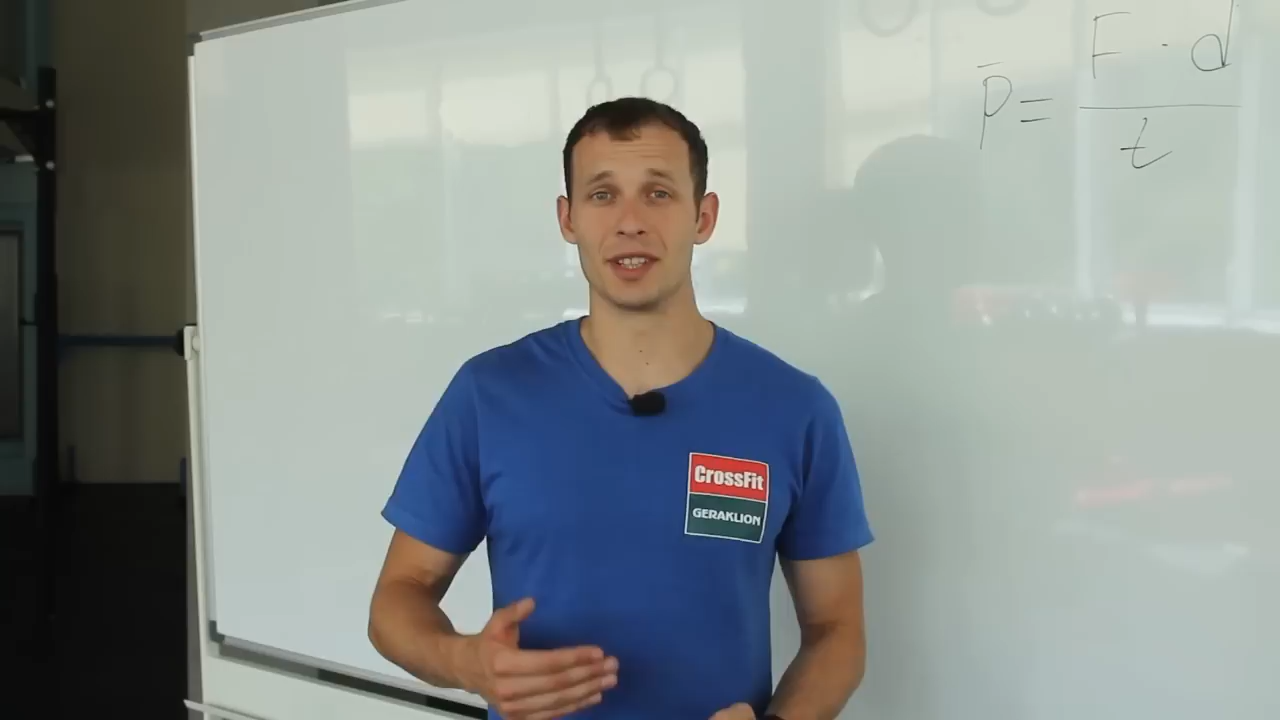 p̄ = F · d / t
CrossFit
GERAKLION